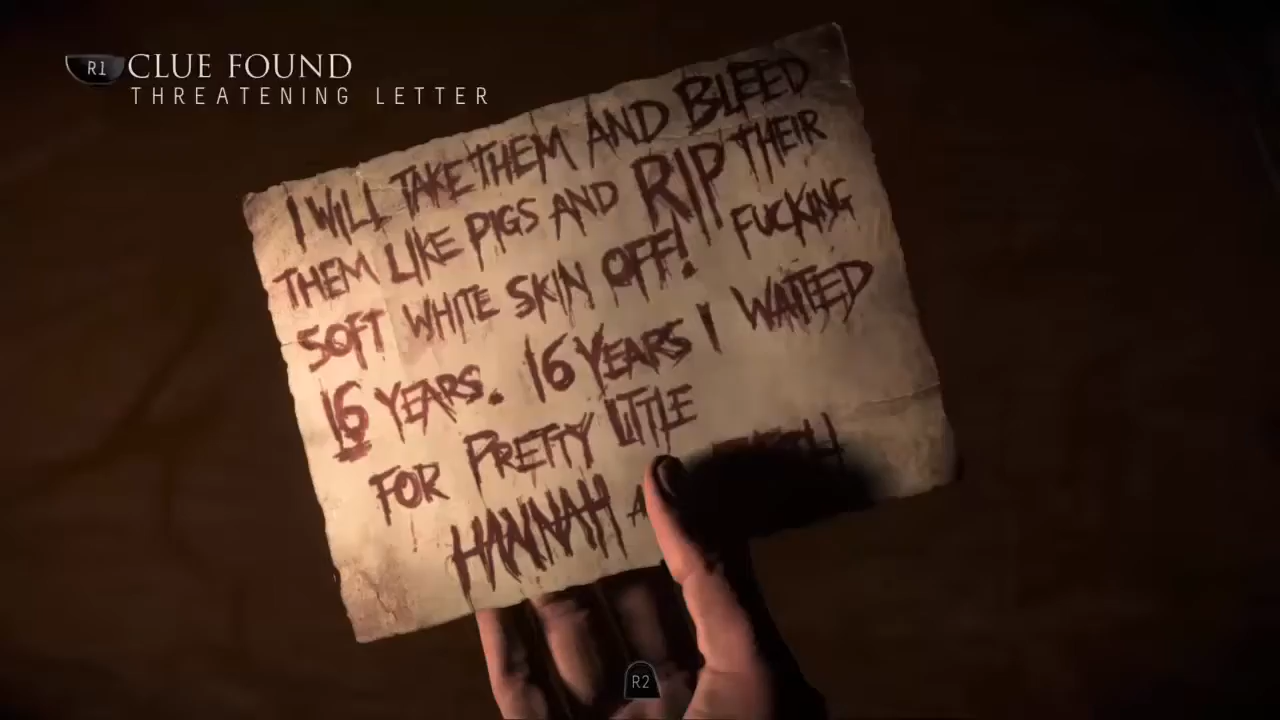 R1 CLUE FOUND
THREATENING LETTER
I WILL TAKE THEM AND BLEED
THEM LIKE PIGS AND RIP THEIR
SOFT WHITE SKIN OFF! FUCKING
16 YEARS. 16 YEARS I WAITED
FOR PRETTY LITTLE
HANNAH
R2